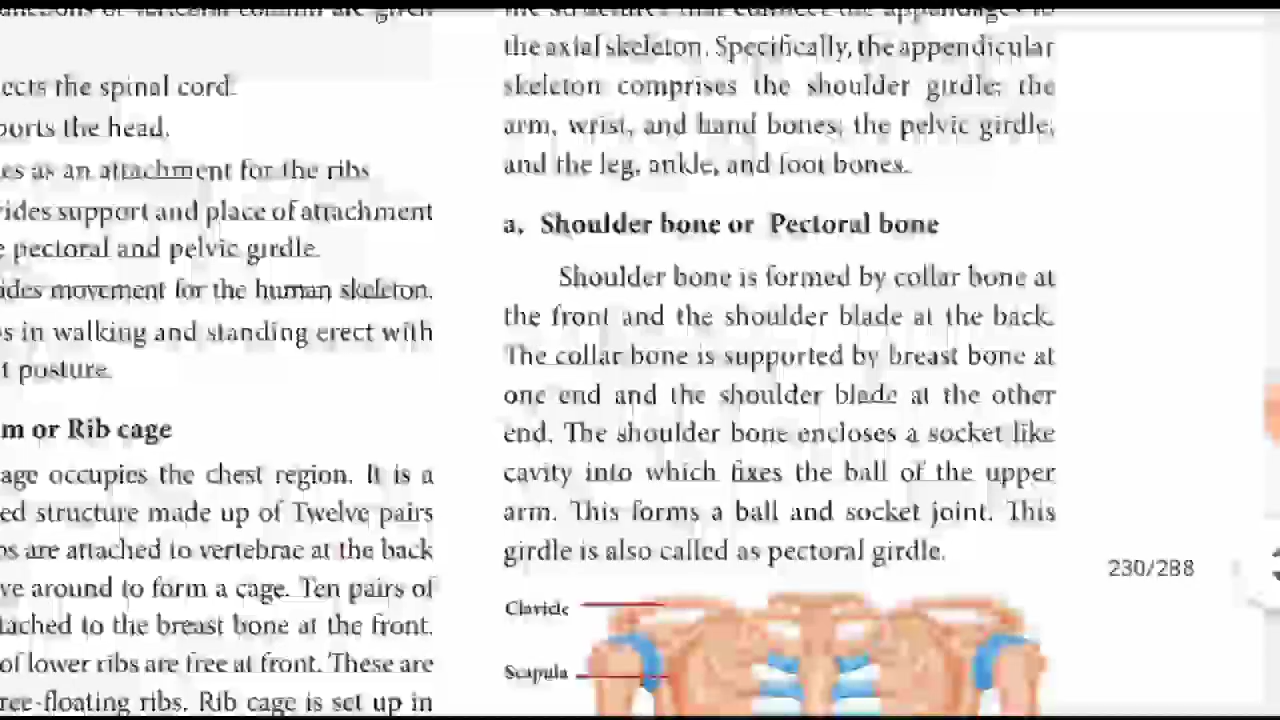 ects the spinal cord.
ports the head.
es as an attachment for the ribs
vides support and place of attachment
e pectoral and pelvic girdle.
ides movement for the human skeleton.
s in walking and standing erect with
t posture.
m or Rib cage
age occupies the chest region. It is a
ed structure made up of Twelve pairs
bs are attached to vertebrae at the back
ve around to form a cage. Ten pairs of
tached to the breast bone at the front.
of lower ribs are free at front. These are
ree-floating ribs. Rib cage is set up in
the structures that connect the appendages to
the axial skeleton. Specifically, the appendicular
skeleton comprises the shoulder girdle; the
arm, wrist, and hand bones; the pelvic girdle;
and the leg, ankle, and foot bones.
a. Shoulder bone or Pectoral bone
Shoulder bone is formed by collar bone at
the front and the shoulder blade at the back.
The collar bone is supported by breast bone at
one end and the shoulder blade at the other
end. The shoulder bone encloses a socket like
cavity into which fixes the ball of the upper
arm. This forms a ball and socket joint. This
girdle is also called as pectoral girdle.
Clavicle
Scapula
230/288